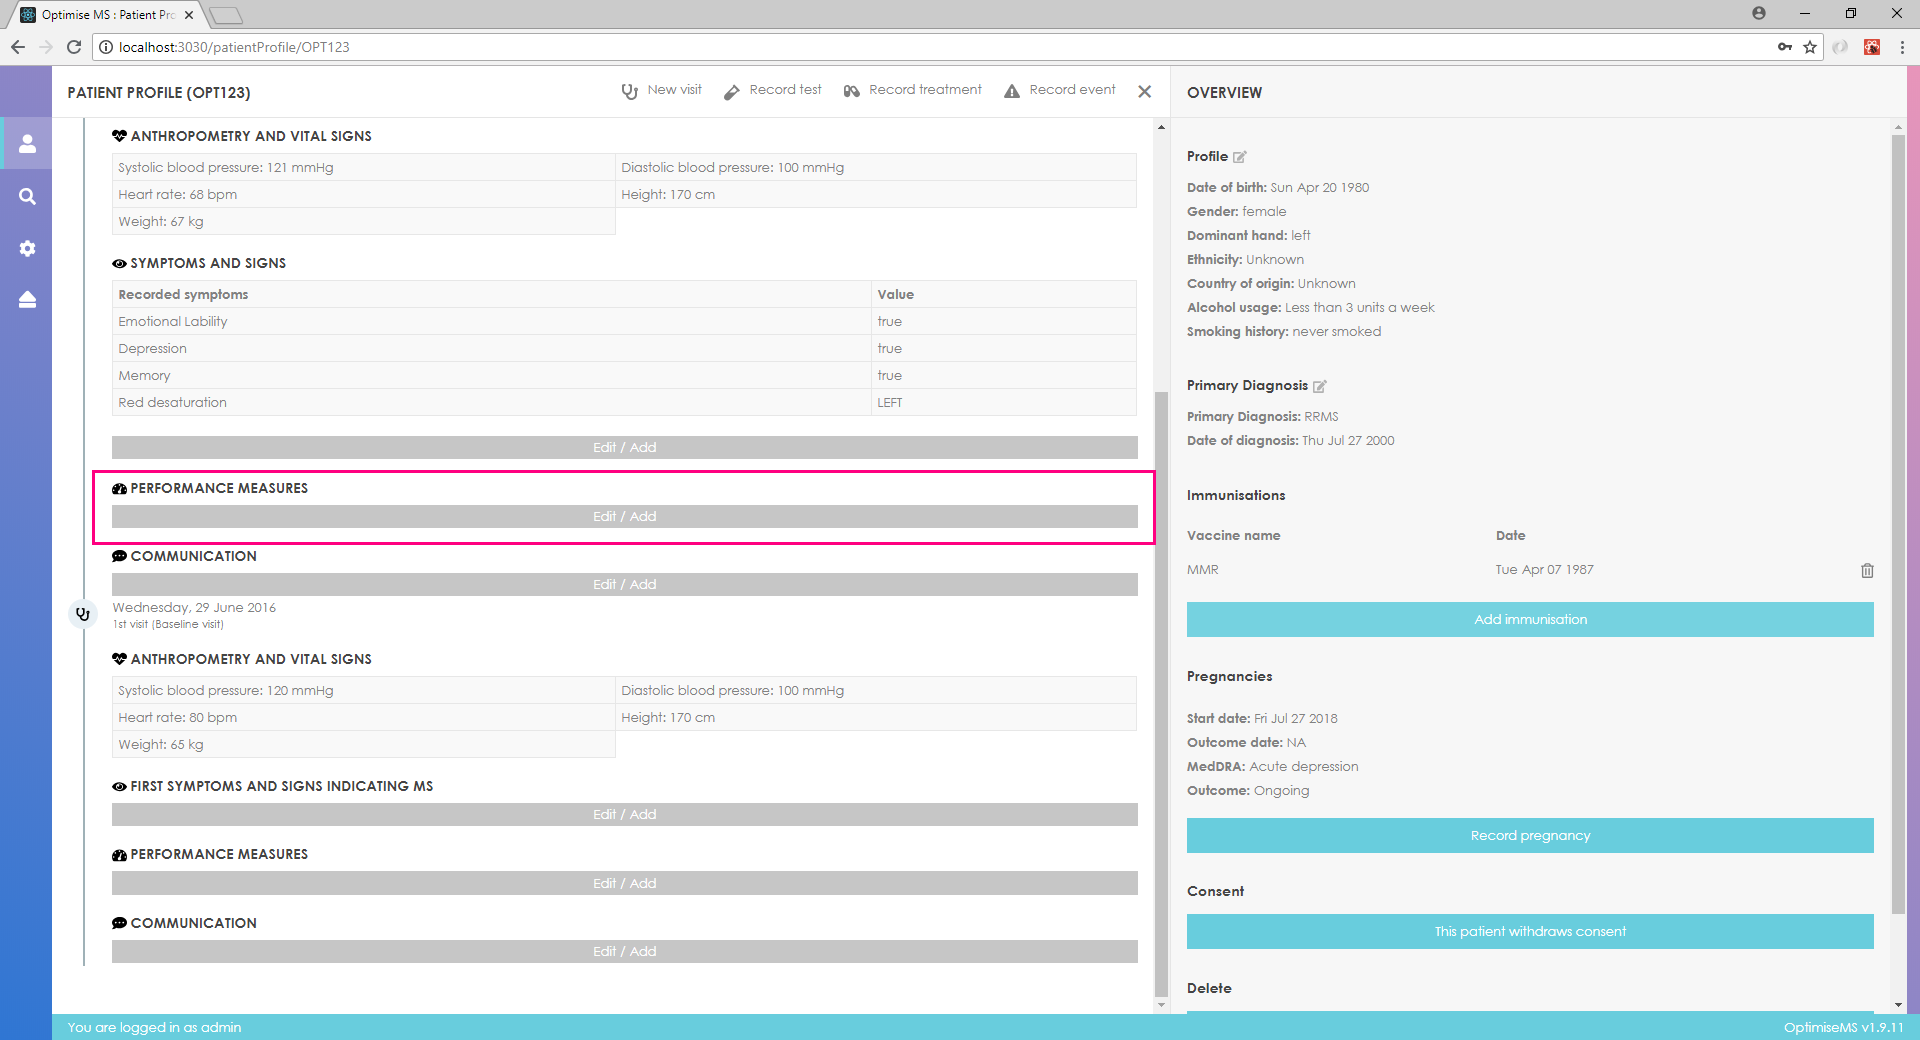 Optimise MS : Patient Pro
localhost:3030/patientProfile/OPT123
PATIENT PROFILE (OPT123)
New visit
Record test
Record treatment
Record event
ANTHROPOMETRY AND VITAL SIGNS
Systolic blood pressure: 121 mmHg
Diastolic blood pressure: 100 mmHg
Heart rate: 68 bpm
Height: 170 cm
Weight: 67 kg
SYMPTOMS AND SIGNS
Recorded symptoms
Value
Emotional Lability
true
Depression
true
Memory
true
Red desaturation
LEFT
Edit / Add
PERFORMANCE MEASURES
Edit / Add
COMMUNICATION
Edit / Add
Wednesday, 29 June 2016
1st visit (Baseline visit)
ANTHROPOMETRY AND VITAL SIGNS
Systolic blood pressure: 120 mmHg
Diastolic blood pressure: 100 mmHg
Heart rate: 80 bpm
Height: 170 cm
Weight: 65 kg
FIRST SYMPTOMS AND SIGNS INDICATING MS
Edit / Add
PERFORMANCE MEASURES
Edit / Add
COMMUNICATION
Edit / Add
OVERVIEW
Profile
Date of birth: Sun Apr 20 1980
Gender: female
Dominant hand: left
Ethnicity: Unknown
Country of origin: Unknown
Alcohol usage: Less than 3 units a week
Smoking history: never smoked
Primary Diagnosis
Primary Diagnosis: RRMS
Date of diagnosis: Thu Jul 27 2000
Immunisations
Vaccine name
Date
MMR
Tue Apr 07 1987
Add immunisation
Pregnancies
Start date: Fri Jul 27 2018
Outcome date: NA
MedDRA: Acute depression
Outcome: Ongoing
Record pregnancy
Consent
This patient withdraws consent
Delete
You are logged in as admin
OptimiseMS v1.9.11